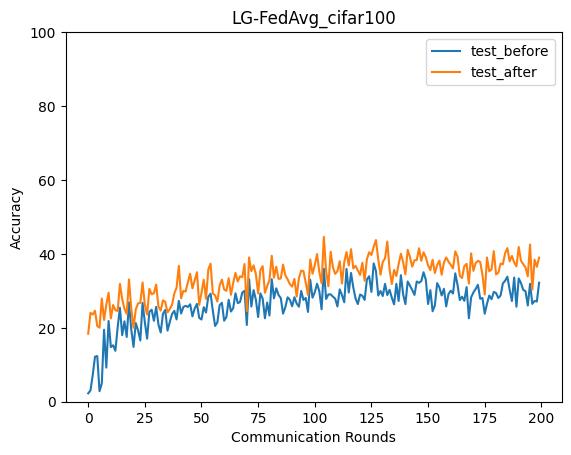 LG-FedAvg_cifar100
test_before
test_after
Accuracy
100
80
60
40
20
0
0 25 50 75 100 125 150 175 200
Communication Rounds